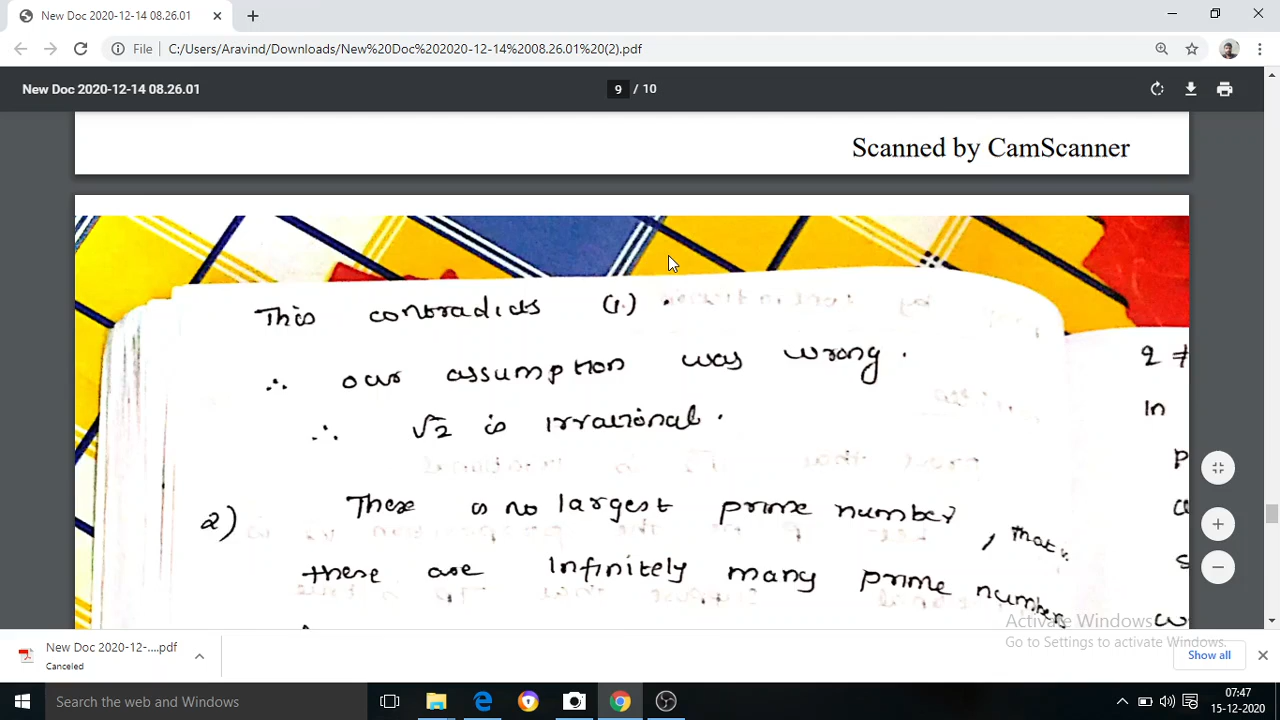 New Doc 2020-12-14 08.26.01
File C:/Users/Aravind/Downloads/New%20Doc%202020-12-14%2008.26.01%20(2).pdf
New Doc 2020-12-14 08.26.01
9 / 10
Scanned by CamScanner
This contradicts (1.) .
∴ our assumption was wrong .
∴ √2 is irrational .
2) There is no largest prime number , that is
there are infinitely many prime numbers
2 ≠
In
P
Activate Windows
Go to Settings to activate Windows.
New Doc 2020-12-....pdf
Canceled
Show all
Search the web and Windows
07:47
15-12-2020